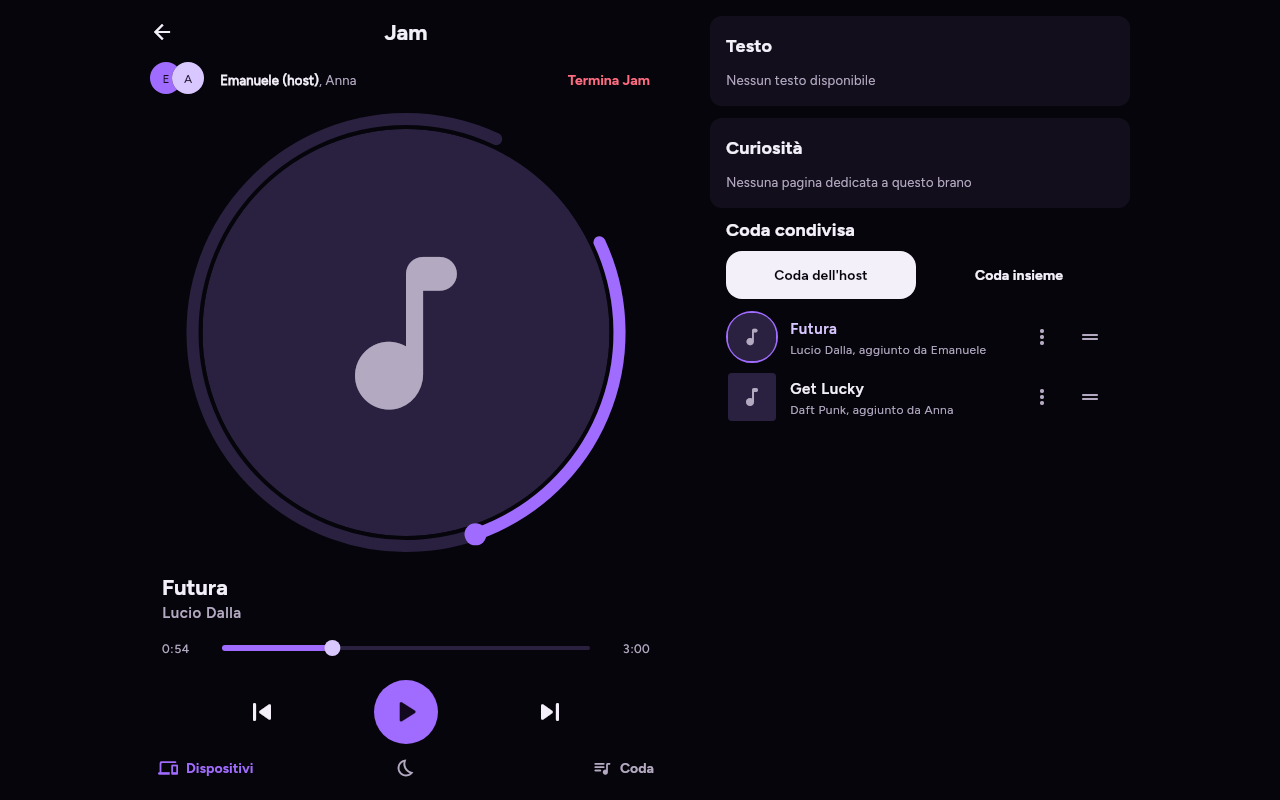 Jam
E
A
Emanuele (host), Anna
Termina Jam
Futura
Lucio Dalla
0:54
3:00
Dispositivi
Coda
Testo
Nessun testo disponibile
Curiosità
Nessuna pagina dedicata a questo brano
Coda condivisa
Coda dell'host
Coda insieme
Futura
Lucio Dalla, aggiunto da Emanuele
Get Lucky
Daft Punk, aggiunto da Anna